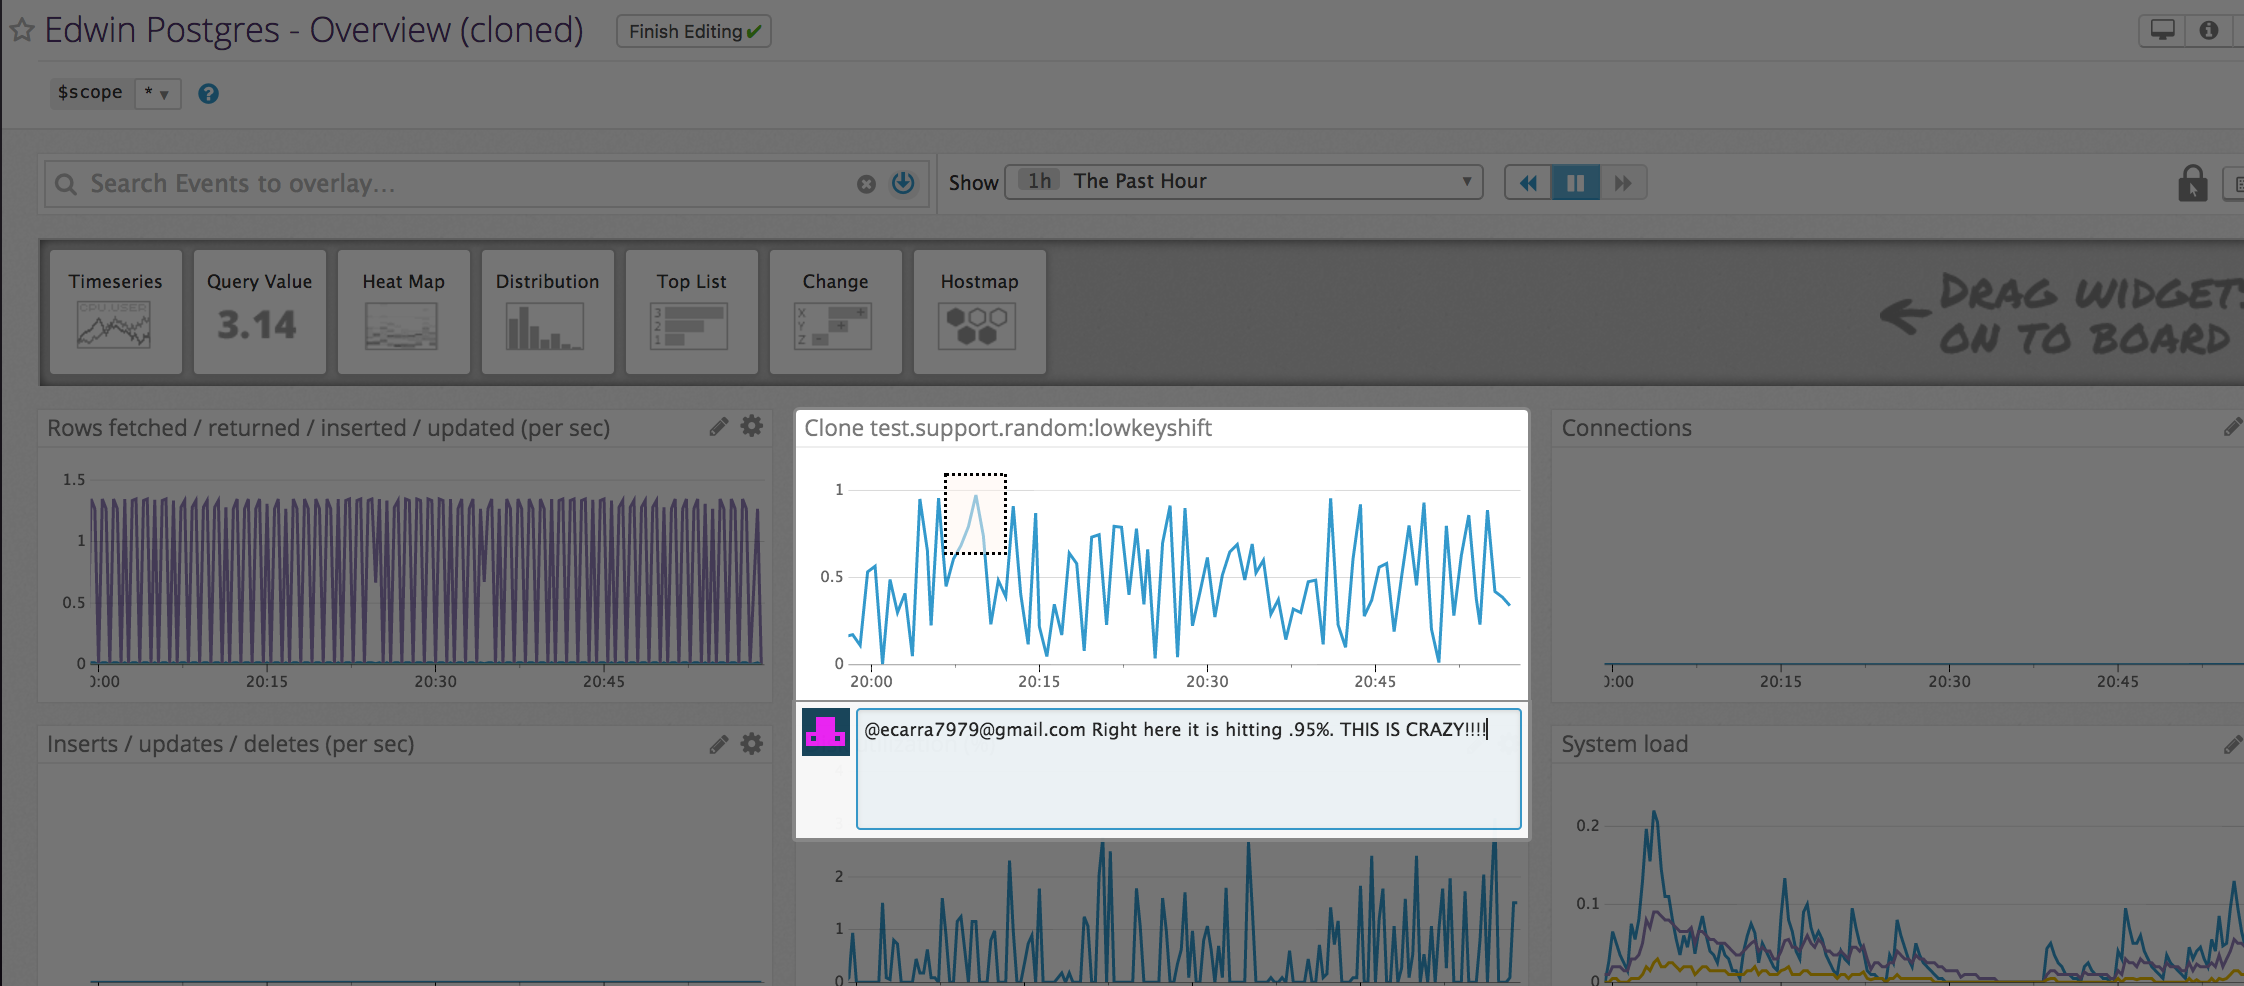 Edwin Postgres - Overview (cloned)
Finish Editing
$scope
*
Search Events to overlay...
Show
1h The Past Hour
Timeseries
CPU.USER
Query Value
3.14
Heat Map
Distribution
Top List
3
2
1
Change
X
Y
Z
Hostmap
DRAG WIDGETS
ON TO BOARD
Rows fetched / returned / inserted / updated (per sec)
1.5
1
0.5
0
0:00 20:15 20:30 20:45
Clone test.support.random:lowkeyshift
1
0.5
0
20:00 20:15 20:30 20:45
@ecarra7979@gmail.com Right here it is hitting .95%. THIS IS CRAZY!!!!
Connections
0:00 20:15 20:30 20:45
Inserts / updates / deletes (per sec)
2
1
0
System load
0.2
0.1
0